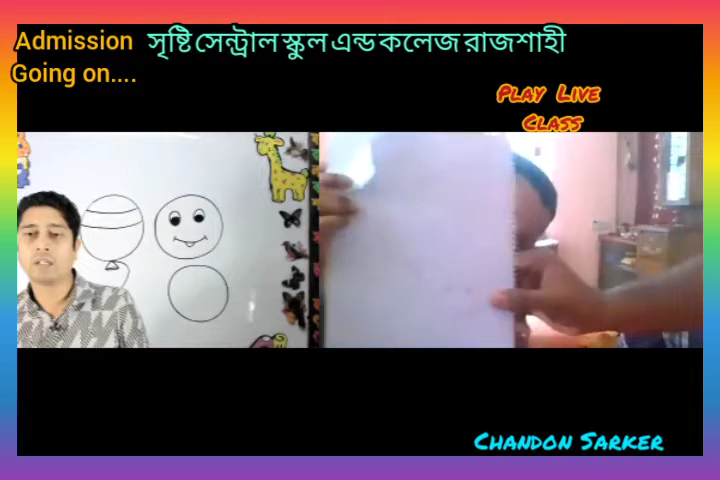 Admission
Going on....
সৃষ্টি সেন্ট্রাল স্কুল এন্ড কলেজ রাজশাহী
Play Live
Class
Chandon Sarker